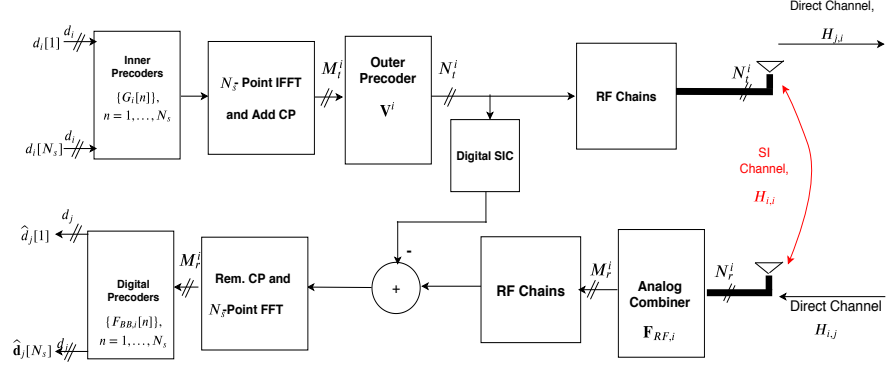 Direct Channel,
H_{j,i}
d_i[1]
d_i
Inner
Precoders
{G_i[n]},
n = 1, . . . , N_s
d_i[N_s]
d_i
N_s- Point IFFT
and Add CP
M_t^i
Outer
Precoder
V^i
N_t^i
RF Chains
N_t^i
Digital SIC
SI
Channel,
H_{i,i}
d̂_j[1]
d_j
Digital
Precoders
{F_{BB,i}[n]},
n = 1, . . . , N_s
d̂_j[N_s]
d_j
M_r^i
Rem. CP and
N_s-Point FFT
-
+
RF Chains
M_r^i
Analog
Combiner
F_{RF,i}
N_r^i
Direct Channel
H_{i,j}